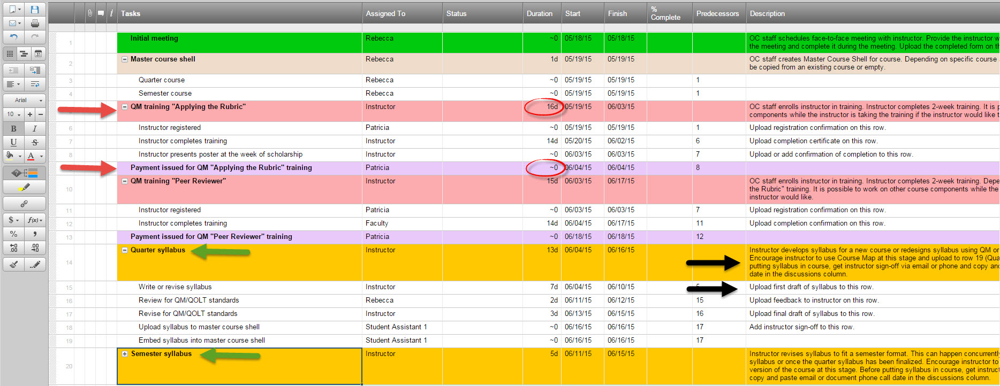 Tasks Assigned To Status Duration Start Finish % Complete Predecessors Description
1 Initial meeting Rebecca ~0 05/18/15 05/18/15 OC staff schedules face-to-face meeting with instructor. Provide the instructor
the meeting and complete it during the meeting. Upload the completed form on
2 Master course shell Rebecca 1d 05/19/15 05/19/15 OC staff creates Master Course Shell for course. Depending on specific course
be copied from an existing course or empty.
3 Quarter course Rebecca ~0 05/19/15 05/19/15 1
4 Semester course Rebecca ~0 05/19/15 05/19/15 1
QM training "Applying the Rubric" Instructor 16d 05/19/15 06/03/15 OC staff enrolls instructor in training. Instructor completes 2-week training. It is
components while the instructor is taking the training if the instructor would like
6 Instructor registered Patricia ~0 05/19/15 05/19/15 1 Upload registration confirmation on this row.
7 Instructor completes training Instructor 14d 05/20/15 06/02/15 6 Upload completion certificate on this row.
8 Instructor presents poster at the week of scholarship Instructor ~0 06/03/15 06/03/15 7 Upload or add confirmation of completion to this row.
Payment issued for QM "Applying the Rubric" training Patricia ~0 06/04/15 06/04/15 8
10 QM training "Peer Reviewer" Instructor 15d 06/03/15 06/17/15 OC staff enrolls instructor in training. Instructor completes 2-week training.
the Rubric" training. It is possible to work on other course components while the
instructor would like.
11 Instructor registered Patricia ~0 06/03/15 06/03/15 7 Upload registration confirmation on this row.
12 Instructor completes training Faculty 14d 06/04/15 06/17/15 11 Upload completion confirmation on this row.
13 Payment issued for QM "Peer Reviewer" training Patricia ~0 06/18/15 06/18/15 12
14 Quarter syllabus Instructor 13d 06/04/15 06/16/15 Instructor develops syllabus for a new course or redesigns syllabus using QM or
Encourage instructor to use Course Map at this stage and upload to row 19
putting syllabus in course, get instructor sign-off via email or phone and copy
date in the discussions column.
15 Write or revise syllabus Instructor 7d 06/04/15 06/10/15 5 Upload first draft of syllabus to this row.
16 Review for QM/QOLT standards Rebecca 2d 06/11/15 06/12/15 15 Upload feedback to instructor on this row.
17 Revise for QM/QOLT standards Instructor 3d 06/13/15 06/15/15 16 Upload final draft of syllabus to this row.
18 Upload syllabus to master course shell Student Assistant 1 ~0 06/16/15 06/16/15 17 Add instructor sign-off to this row.
19 Embed syllabus into master course shell Student Assistant 1 ~0 06/16/15 06/16/15 17
20 Semester syllabus Instructor 5d 06/11/15 06/15/15 Instructor revises syllabus to fit a semester format. This can happen
syllabus or once the quarter syllabus has been finalized. Encourage instructor to
version of the course at this stage. Before putting syllabus in course, get
copy and paste email or document phone call date in the discussions column.
31
Arial
10
B I
U S
A
$ f(x)
% ,
.0 .00
.00 .0